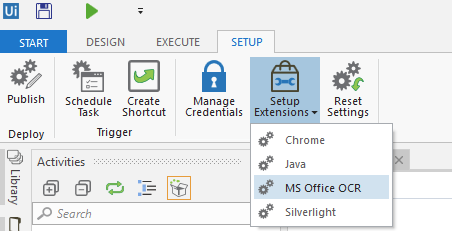 Ui
START DESIGN EXECUTE SETUP
Publish Schedule Task Create Shortcut Manage Credentials Setup Extensions Reset Settings
Deploy Trigger
Chrome
Java
MS Office OCR
Silverlight
Library
Activities
Search